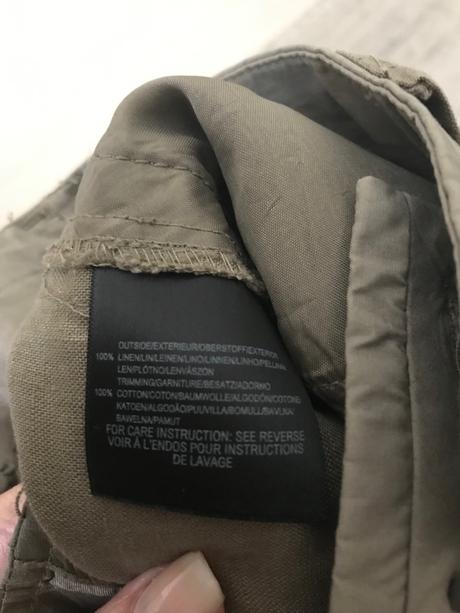 OUTSIDE/EXTERIEUR/OBERSTOFF/EXTERIOR
100% LINEN/LIN/LEINEN/LINO/LINNEN/LINHO/PELLAVA
LEN/PLÓTNO/LENVÁSZON
TRIMMING/GARNITURE/BESATZ/ADORNO
100% COTTON/COTON/BAUMWOLLE/ALGODÓN/COTONE
KATOEN/ALGODÃO/PUUVILLA/BOMULL/BAVLNA
BAWEŁNA/PAMUT
FOR CARE INSTRUCTION: SEE REVERSE
VOIR À L'ENDOS POUR INSTRUCTIONS
DE LAVAGE